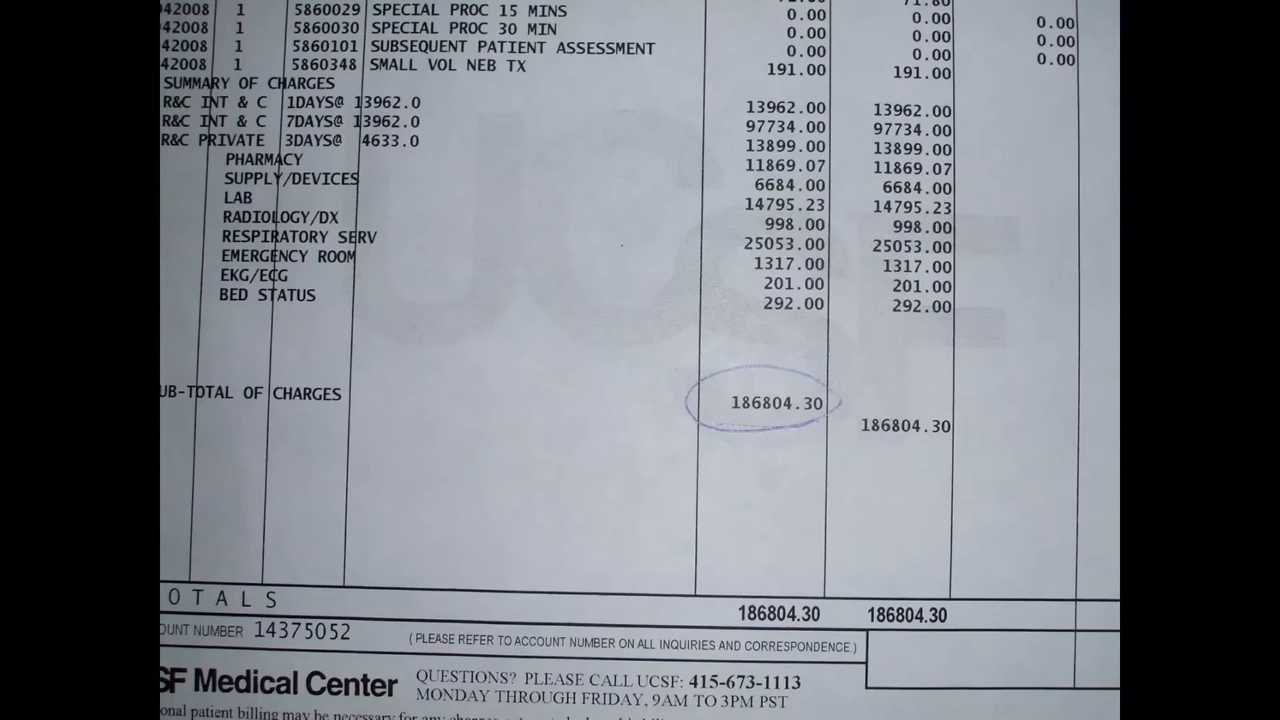 42008 1 5860029 SPECIAL PROC 15 MINS 71.80
42008 1 5860030 SPECIAL PROC 30 MIN 0.00 0.00 0.00
42008 1 5860101 SUBSEQUENT PATIENT ASSESSMENT 0.00 0.00 0.00
42008 1 5860348 SMALL VOL NEB TX 0.00 0.00 0.00
SUMMARY OF CHARGES 191.00 191.00
R&C INT & C 1DAYS@ 13962.0 13962.00 13962.00
R&C INT & C 7DAYS@ 13962.0 97734.00 97734.00
R&C PRIVATE 3DAYS@ 4633.0 13899.00 13899.00
PHARMACY 11869.07 11869.07
SUPPLY/DEVICES 6684.00 6684.00
LAB 14795.23 14795.23
RADIOLOGY/DX 998.00 998.00
RESPIRATORY SERV 25053.00 25053.00
EMERGENCY ROOM 1317.00 1317.00
EKG/ECG 201.00 201.00
BED STATUS 292.00 292.00
UB-TOTAL OF CHARGES 186804.30
186804.30
OTALS 186804.30 186804.30
OUNT NUMBER 14375052 (PLEASE REFER TO ACCOUNT NUMBER ON ALL INQUIRIES AND CORRESPONDENCE.)
SF Medical Center QUESTIONS? PLEASE CALL UCSF: 415-673-1113
MONDAY THROUGH FRIDAY, 9AM TO 3PM PST
onal patient billing may be necessary for any charges